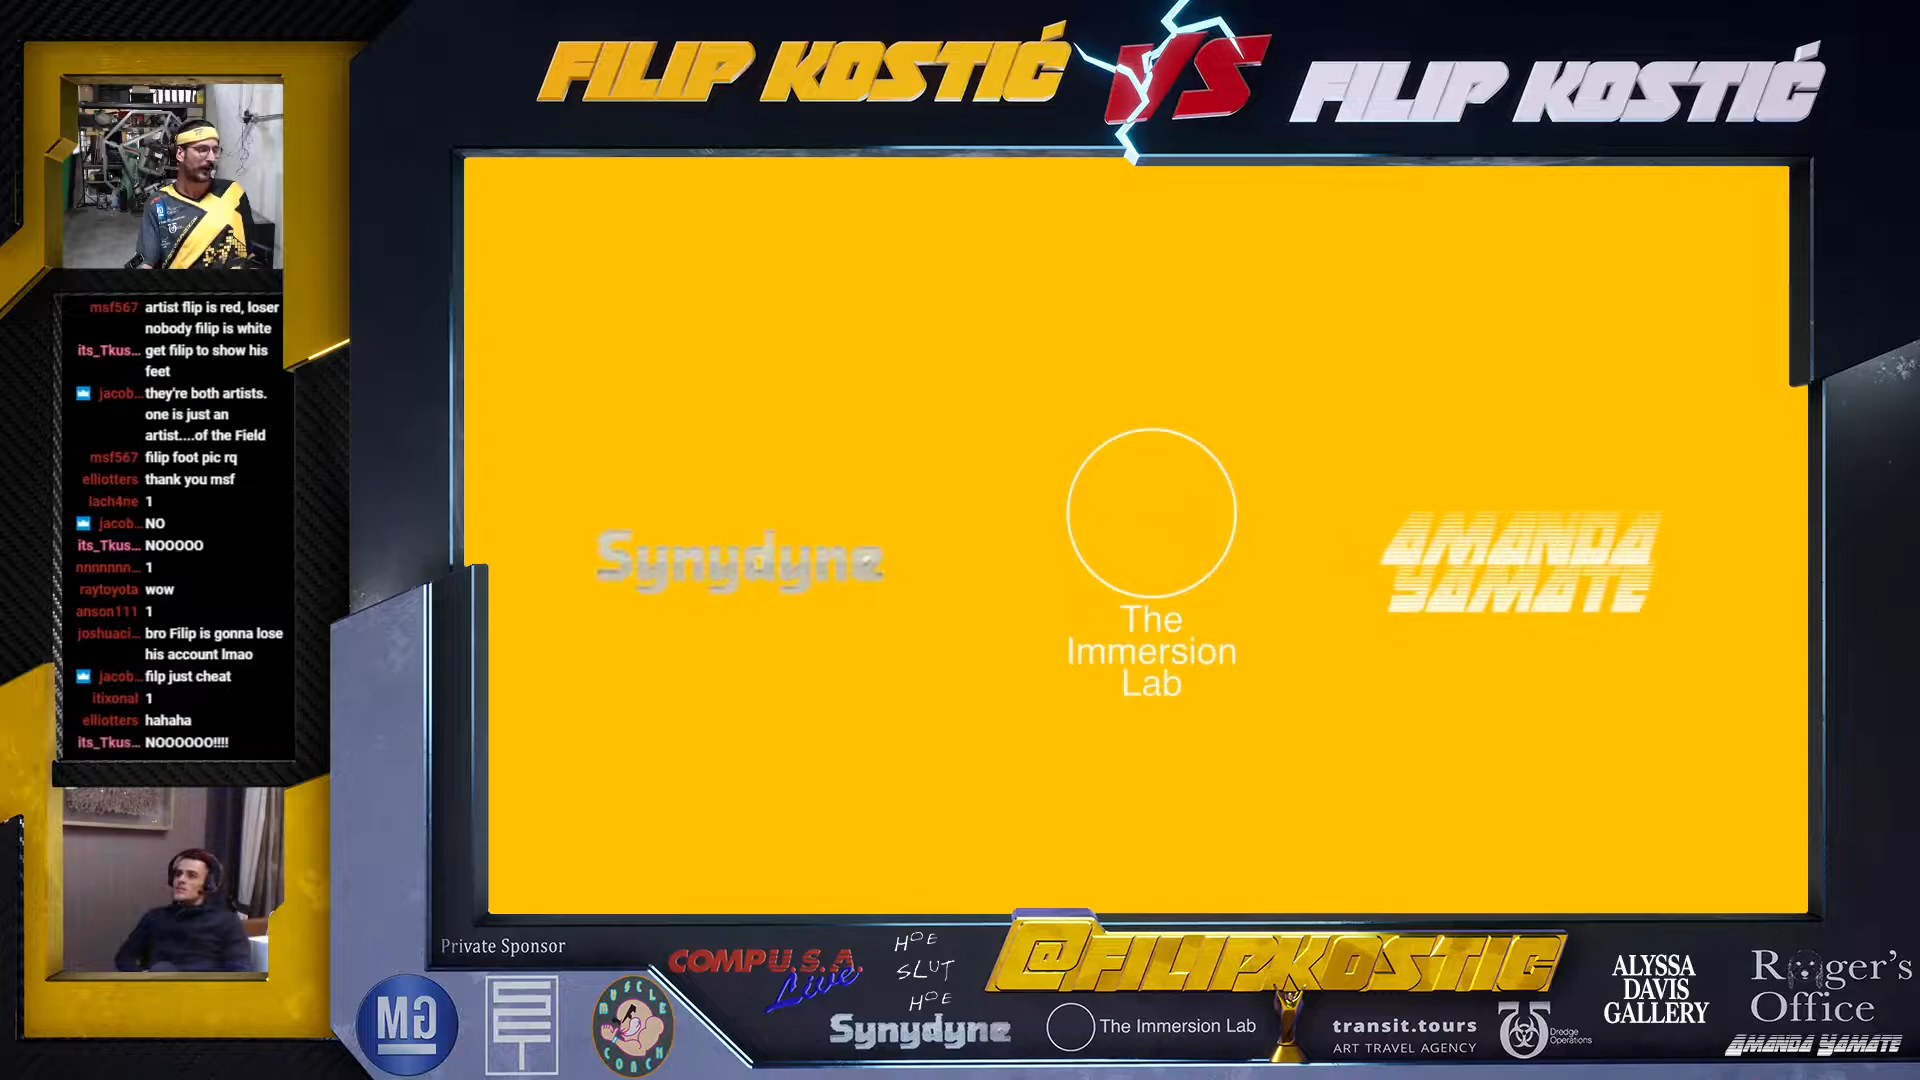 FILIP KOSTIĆ VS FILIP KOSTIĆ
msf567 artist flip is red, loser
nobody filip is white
its_Tkus... get filip to show his
feet
jacob... they're both artists.
one is just an
artist....of the Field
msf567 filip foot pic rq
elliotters thank you msf
lach4ne 1
jacob... NO
its_Tkus... NOOOOO
nnnnnnn... 1
raytoyota wow
anson111 1
joshuaci... bro Filip is gonna lose
his account lmao
jacob... filp just cheat
itixonal 1
elliotters hahaha
its_Tkus... NOOOOOO!!!!
Synydyne
The
Immersion
Lab
AMANDA
YAMATE
Private Sponsor
MG
SET
MUSCLE
COACH
COMPU.S.A.
Live
HOE
SLUT
HOE
Synydyne
@FILIPKOSTIC
The Immersion Lab
transit.tours
ART TRAVEL AGENCY
Dredge
Operations
ALYSSA
DAVIS
GALLERY
Roger's
Office
AMANDA YAMATE